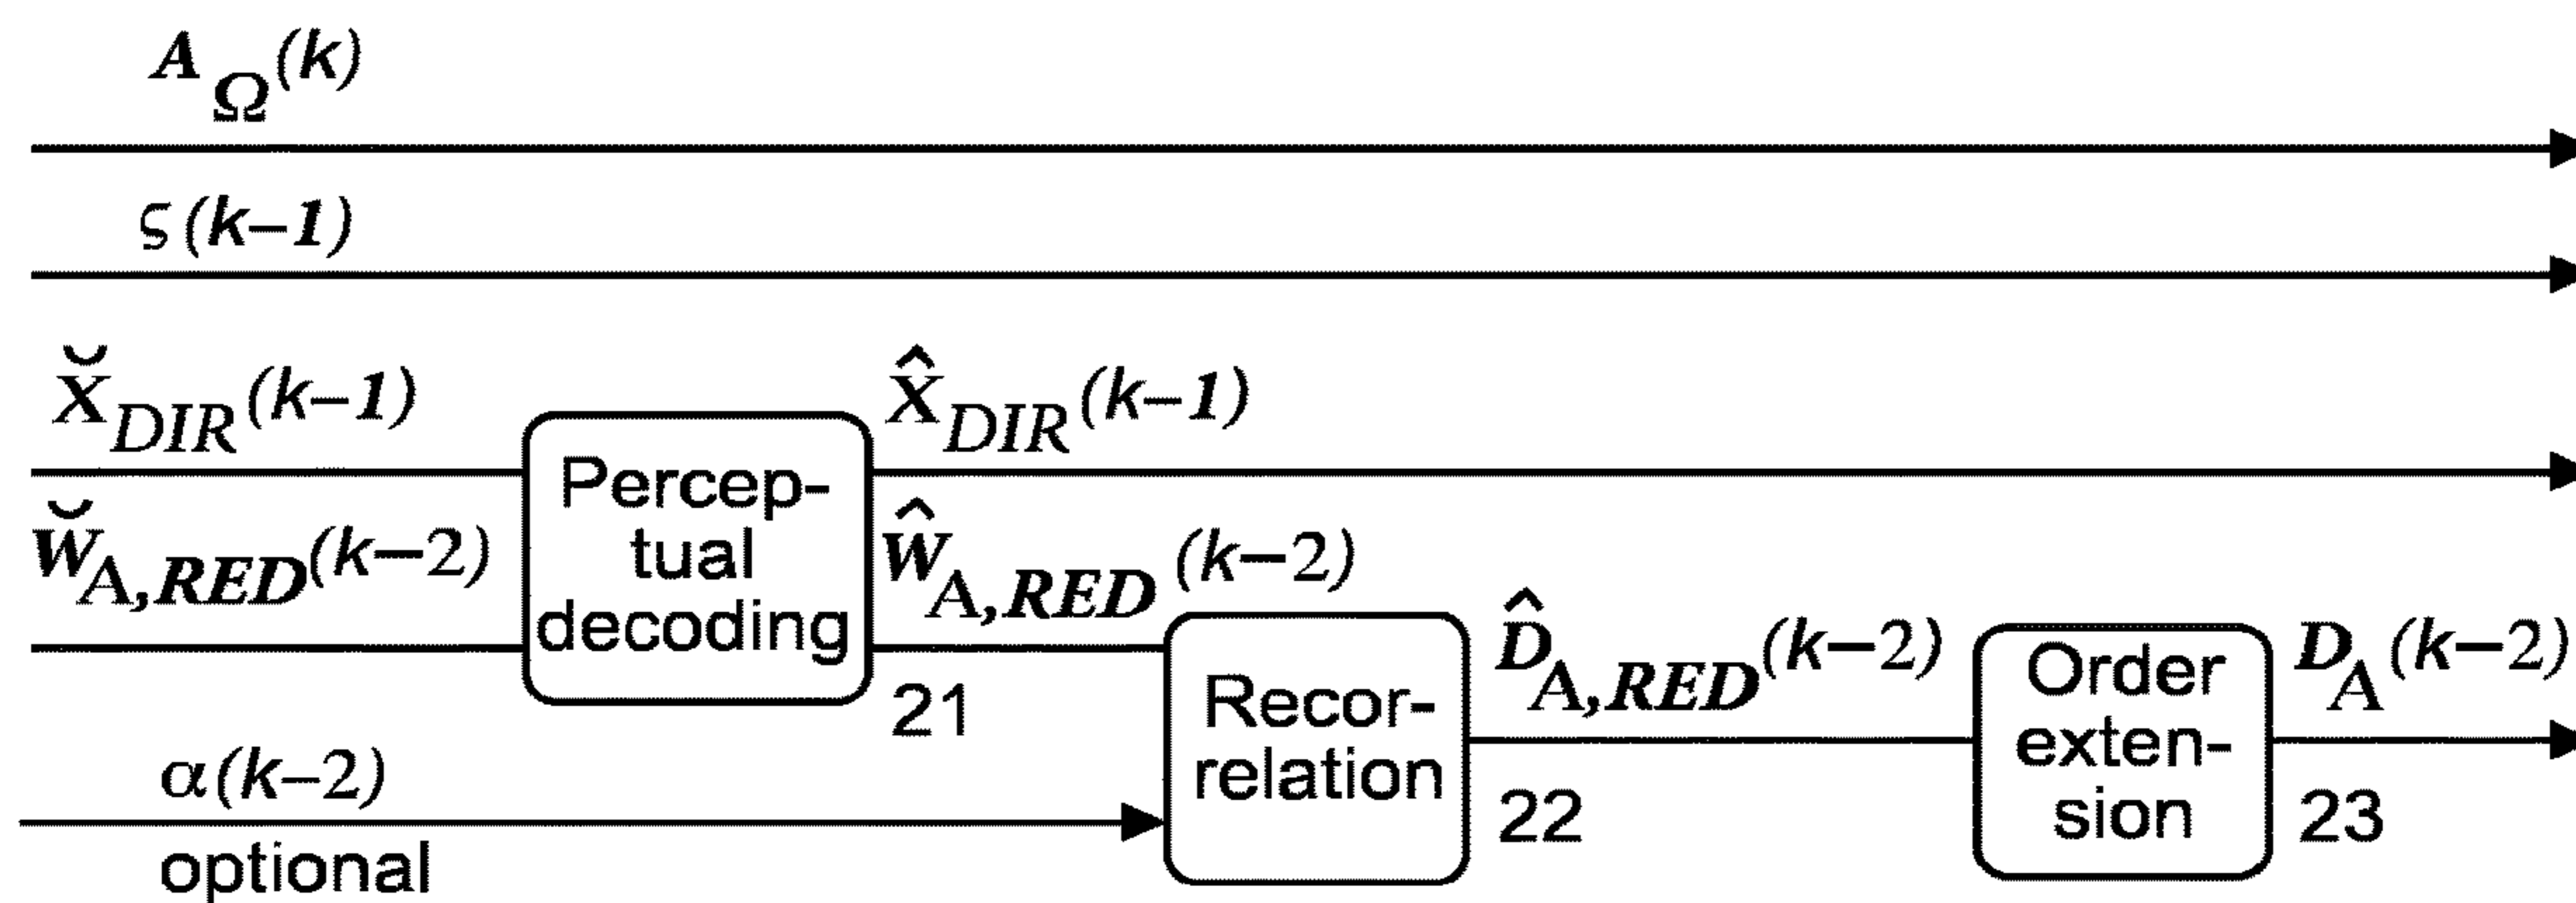 A_Ω(k)
ς(k–1)
X̆_DIR(k–1)
X̂_DIR(k–1)
W̆_A,RED(k–2)
Percep-
tual
decoding
21
Ŵ_A,RED(k–2)
α(k–2)
optional
Recor-
relation
22
D̂_A,RED(k–2)
Order
exten-
sion
23
D_A(k–2)